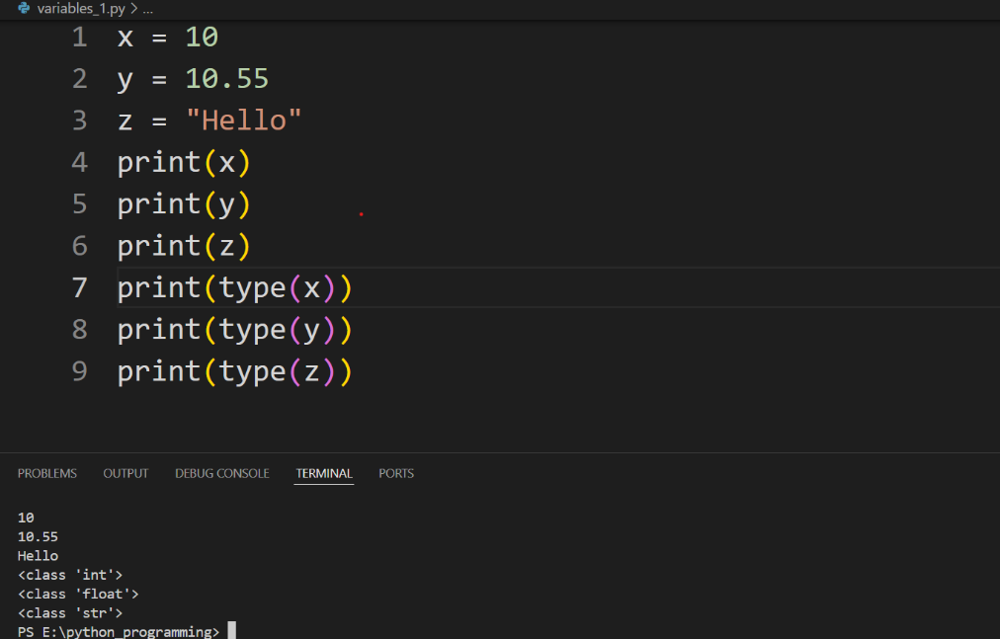 variables_1.py > ...
1 x = 10
2 y = 10.55
3 z = "Hello"
4 print(x)
5 print(y)
6 print(z)
7 print(type(x))
8 print(type(y))
9 print(type(z))
PROBLEMS OUTPUT DEBUG CONSOLE TERMINAL PORTS
10
10.55
Hello
<class 'int'>
<class 'float'>
<class 'str'>
PS E:\python_programming>